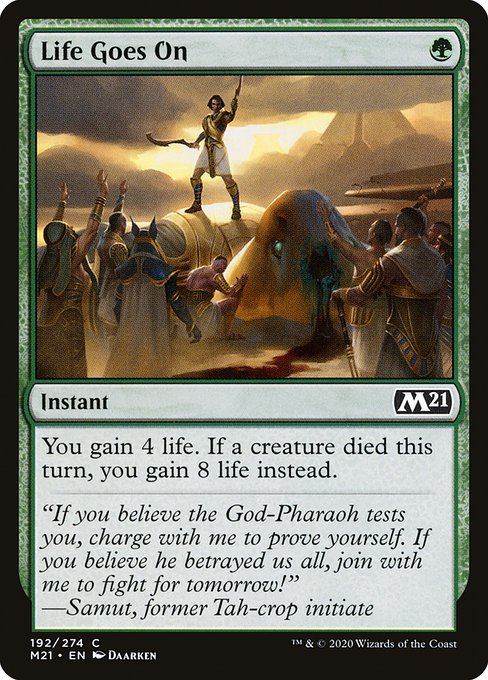 Life Goes On
Instant
M21
You gain 4 life. If a creature died this
turn, you gain 8 life instead.
“If you believe the God-Pharaoh tests
you, charge with me to prove yourself. If
you believe he betrayed us all, join with
me to fight for tomorrow!”
—Samut, former Tah-crop initiate
192/274 C
M21 • EN Daarken
™ & © 2020 Wizards of the Coast